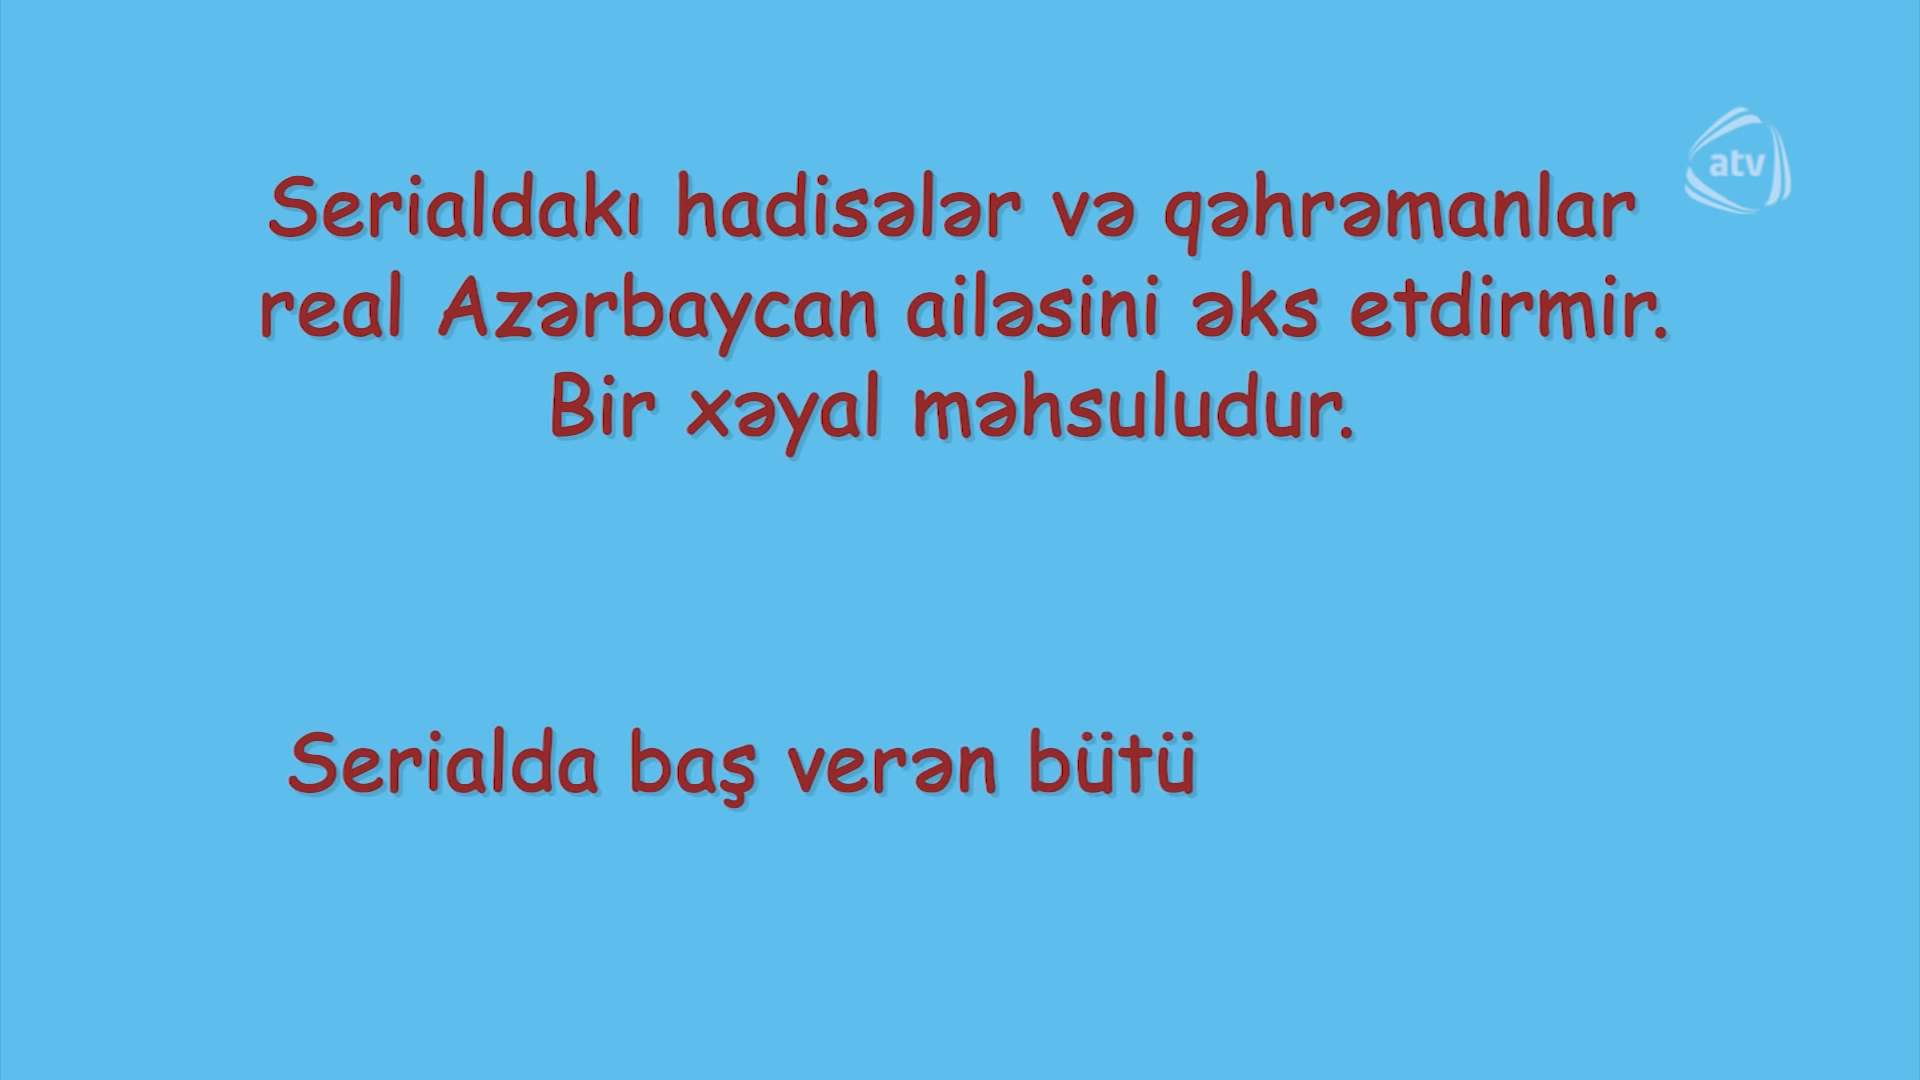 atv
Serialdakı hadisələr və qəhrəmanlar
real Azərbaycan ailəsini əks etdirmir.
Bir xəyal məhsuludur.
Serialda baş verən bütü